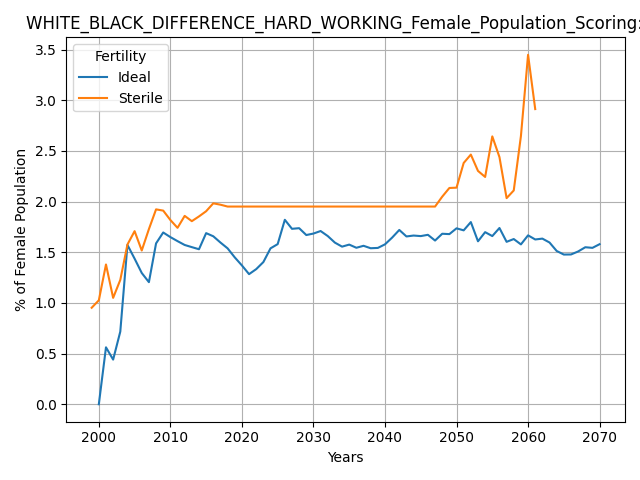 WHITE_BLACK_DIFFERENCE_HARD_WORKING_Female_Population_Scoring:
Fertility
Ideal
Sterile
3.5
3.0
2.5
2.0
1.5
1.0
0.5
0.0
% of Female Population
2000 2010 2020 2030 2040 2050 2060 2070
Years